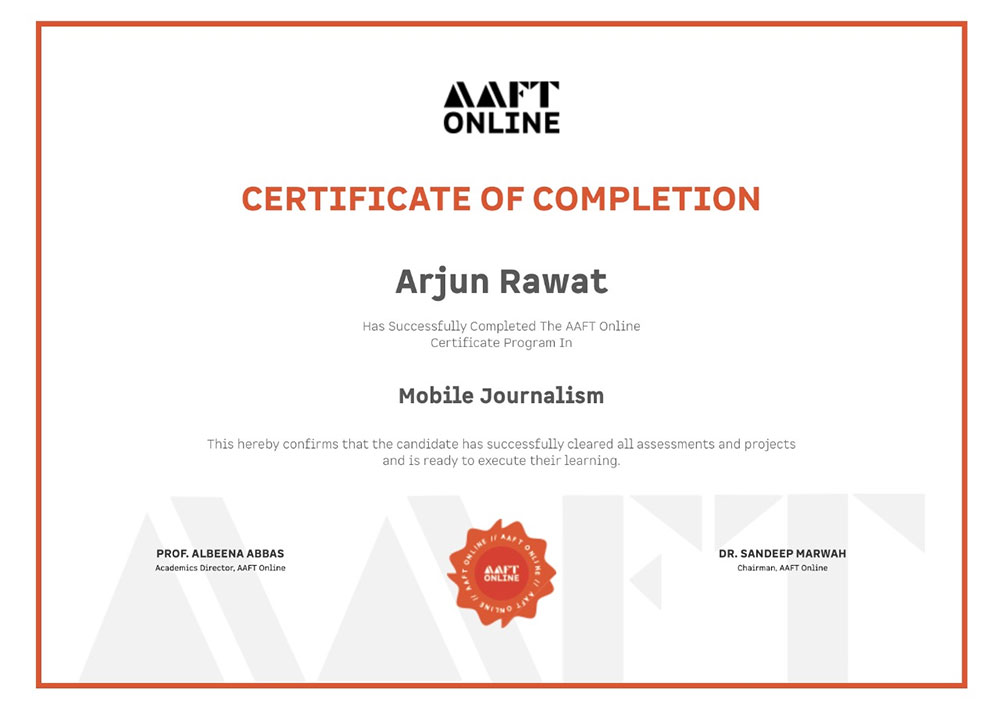 AAFT
ONLINE
CERTIFICATE OF COMPLETION
Arjun Rawat
Has Successfully Completed The AAFT Online
Certificate Program In
Mobile Journalism
This hereby confirms that the candidate has successfully cleared all assessments and projects
and is ready to execute their learning.
AAFT
PROF. ALBEENA ABBAS
Academics Director, AAFT Online
AAFT ONLINE // AAFT ONLINE // AAFT ONLINE //
AAFT
ONLINE
DR. SANDEEP MARWAH
Chairman, AAFT Online